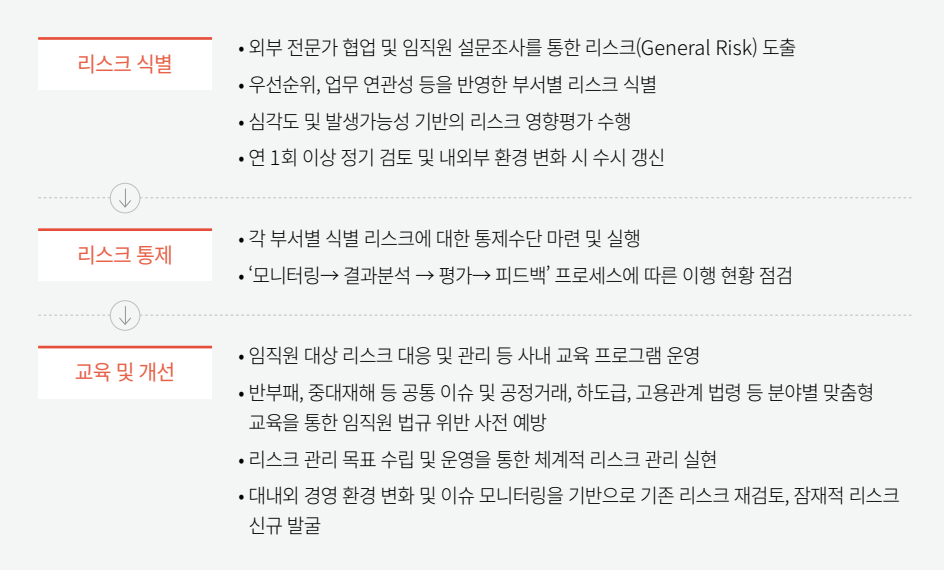 리스크 식별
• 외부 전문가 협업 및 임직원 설문조사를 통한 리스크(General Risk) 도출
• 우선순위, 업무 연관성 등을 반영한 부서별 리스크 식별
• 심각도 및 발생가능성 기반의 리스크 영향평가 수행
• 연 1회 이상 정기 검토 및 내외부 환경 변화 시 수시 갱신
리스크 통제
• 각 부서별 식별 리스크에 대한 통제수단 마련 및 실행
• ‘모니터링→ 결과분석 → 평가→ 피드백’ 프로세스에 따른 이행 현황 점검
교육 및 개선
• 임직원 대상 리스크 대응 및 관리 등 사내 교육 프로그램 운영
• 반부패, 중대재해 등 공통 이슈 및 공정거래, 하도급, 고용관계 법령 등 분야별 맞춤형
교육을 통한 임직원 법규 위반 사전 예방
• 리스크 관리 목표 수립 및 운영을 통한 체계적 리스크 관리 실현
• 대내외 경영 환경 변화 및 이슈 모니터링을 기반으로 기존 리스크 재검토, 잠재적 리스크
신규 발굴